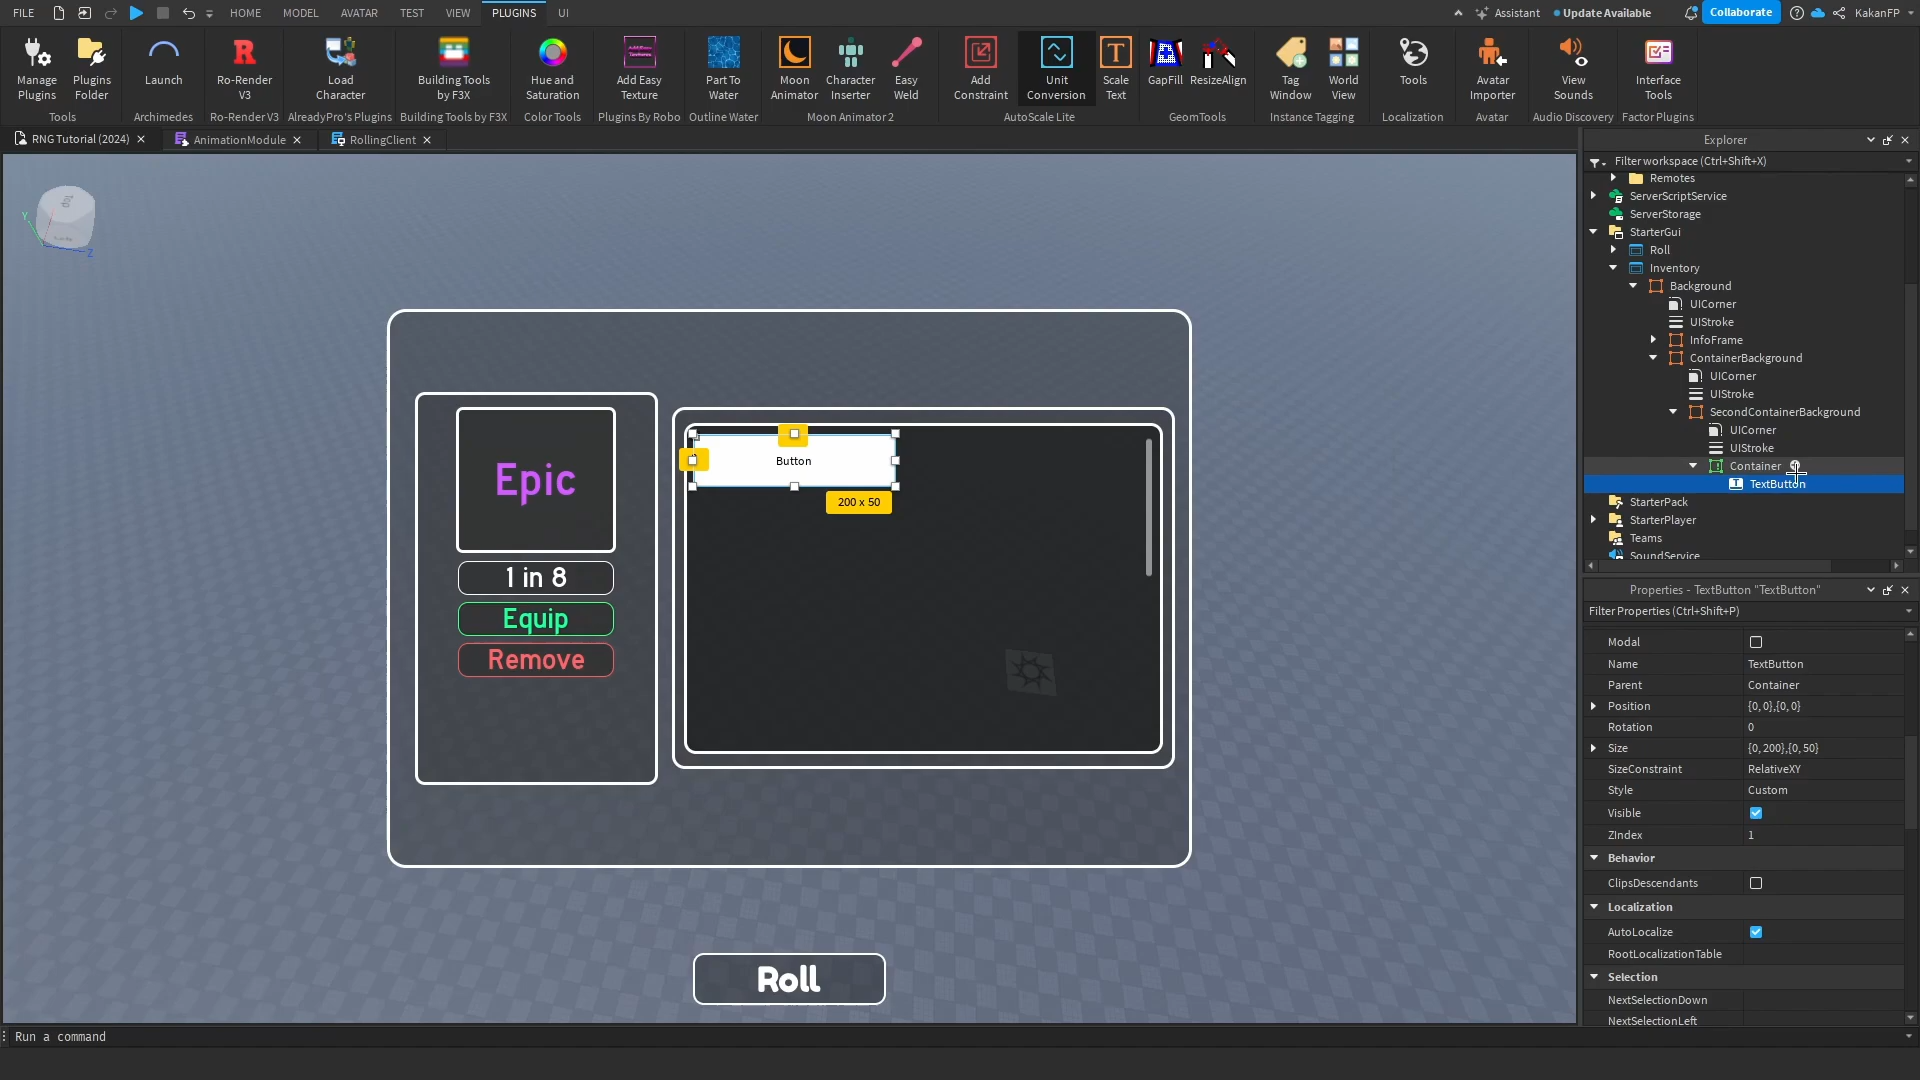 FILE
HOME
MODEL
AVATAR
TEST
VIEW
PLUGINS
UI
Assistant
Update Available
Collaborate
KakanFP
Manage Plugins
Plugins Folder
Launch
Ro-Render V3
Load Character
Building Tools by F3X
Hue and Saturation
Add Easy Texture
Part To Water
Moon Animator
Character Inserter
Easy Weld
Add Constraint
Unit Conversion
Scale Text
GapFill
ResizeAlign
Tag Window
World View
Tools
Avatar Importer
View Sounds
Interface Tools
Tools
Archimedes
Ro-Render V3
AlreadyPro's Plugins
Building Tools by F3X
Color Tools
Plugins By Robo
Outline Water
Moon Animator 2
AutoScale Lite
GeomTools
Instance Tagging
Localization
Avatar
Audio Discovery
Factor Plugins
RNG Tutorial (2024)
AnimationModule
RollingClient
Top
Y
Z
Epic
1 in 8
Equip
Remove
Button
200 x 50
Roll
Run a command
Explorer
Filter workspace (Ctrl+Shift+X)
Remotes
ServerScriptService
ServerStorage
StarterGui
Roll
Inventory
Background
UICorner
UIStroke
InfoFrame
ContainerBackground
UICorner
UIStroke
SecondContainerBackground
UICorner
UIStroke
Container
TextButton
StarterPack
StarterPlayer
Teams
SoundService
Properties - TextButton "TextButton"
Filter Properties (Ctrl+Shift+P)
Modal
Name TextButton
Parent Container
Position {0, 0},{0, 0}
Rotation 0
Size {0, 200},{0, 50}
SizeConstraint RelativeXY
Style Custom
Visible
ZIndex 1
Behavior
ClipsDescendants
Localization
AutoLocalize
RootLocalizationTable
Selection
NextSelectionDown
NextSelectionLeft